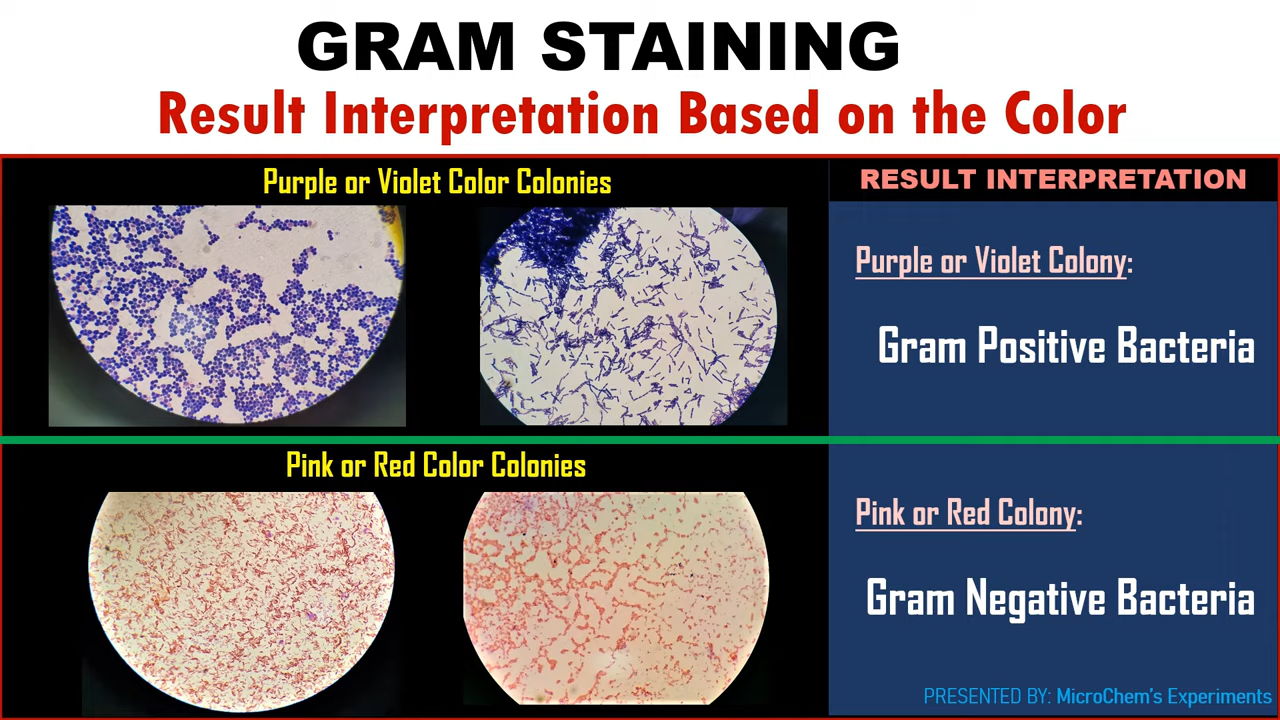 GRAM STAINING
Result Interpretation Based on the Color
Purple or Violet Color Colonies
RESULT INTERPRETATION
Purple or Violet Colony:
Gram Positive Bacteria
Pink or Red Color Colonies
Pink or Red Colony:
Gram Negative Bacteria
PRESENTED BY: MicroChem's Experiments